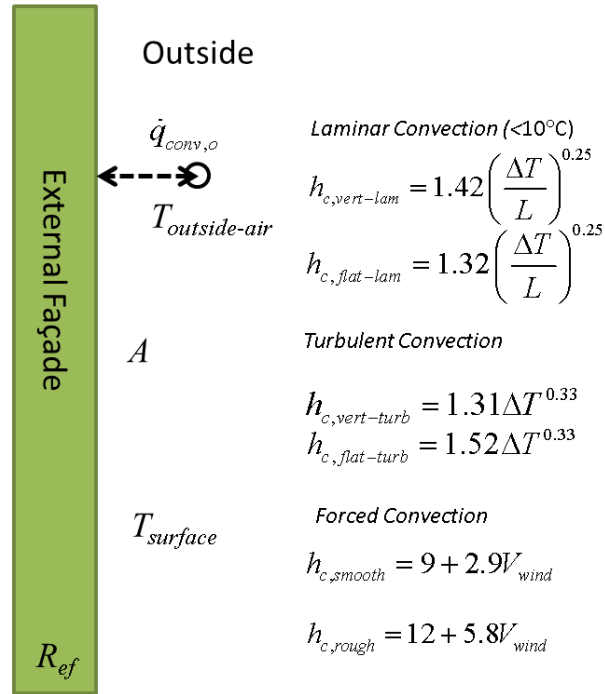 Outside
q̇conv,o
Toutside-air
A
Tsurface
External Façade
Ref
Laminar Convection (<10°C)
hc,vert−lam = 1.42(ΔT/L)^0.25
hc,flat−lam = 1.32(ΔT/L)^0.25
Turbulent Convection
hc,vert−turb = 1.31ΔT^0.33
hc,flat−turb = 1.52ΔT^0.33
Forced Convection
hc,smooth = 9 + 2.9Vwind
hc,rough = 12 + 5.8Vwind